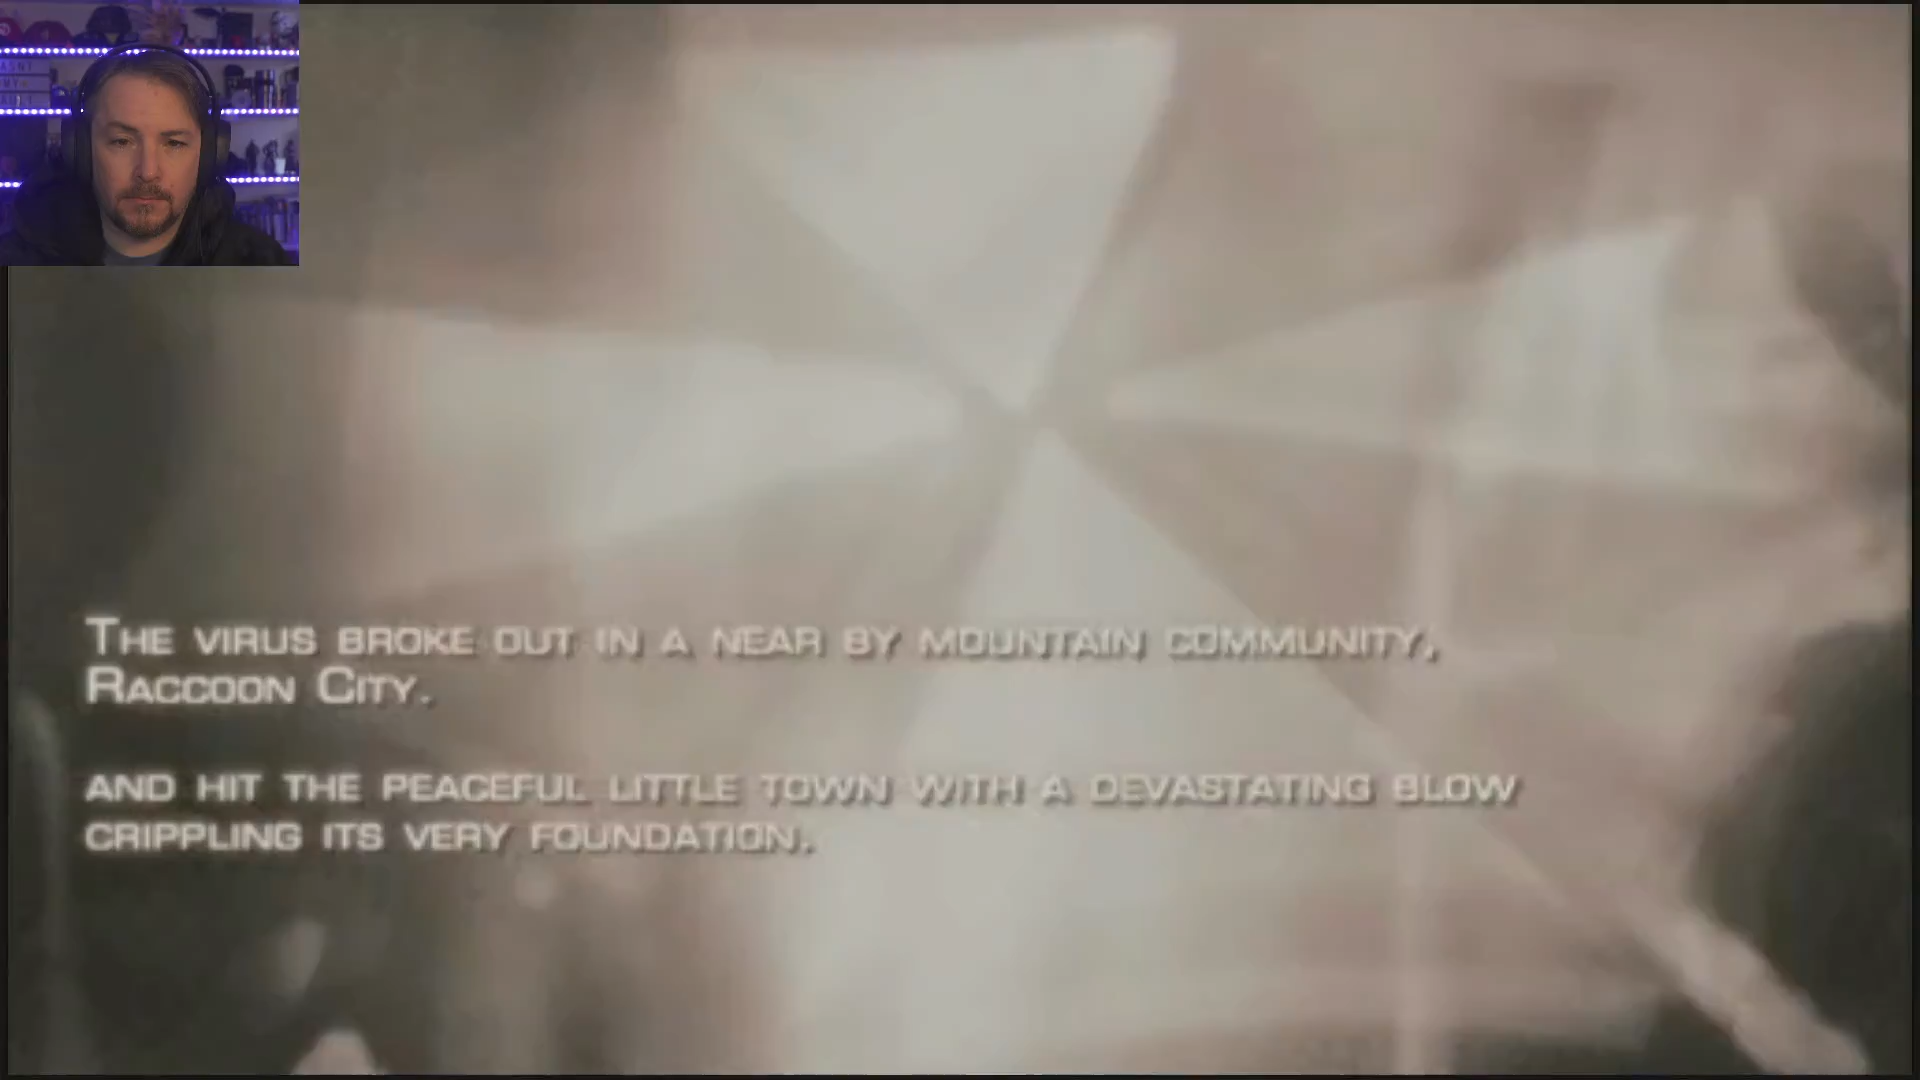 THE VIRUS BROKE OUT IN A NEAR BY MOUNTAIN COMMUNITY,
RACCOON CITY.
AND HIT THE PEACEFUL LITTLE TOWN WITH A DEVASTATING BLOW
CRIPPLING ITS VERY FOUNDATION.